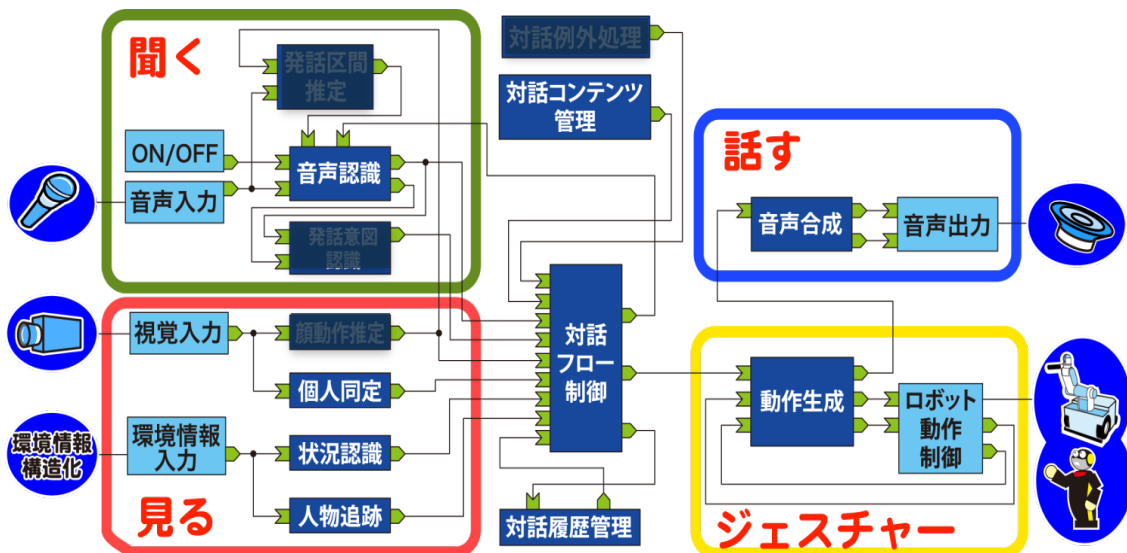 聞く
発話区間
推定
ON/OFF
音声入力
音声認識
発話意図
認識
対話例外処理
対話コンテンツ
管理
話す
音声合成
音声出力
視覚入力
顔動作推定
個人同定
環境情報
構造化
環境情報
入力
状況認識
人物追跡
見る
対話
フロー
制御
対話履歴管理
動作生成
ロボット
動作
制御
ジェスチャー